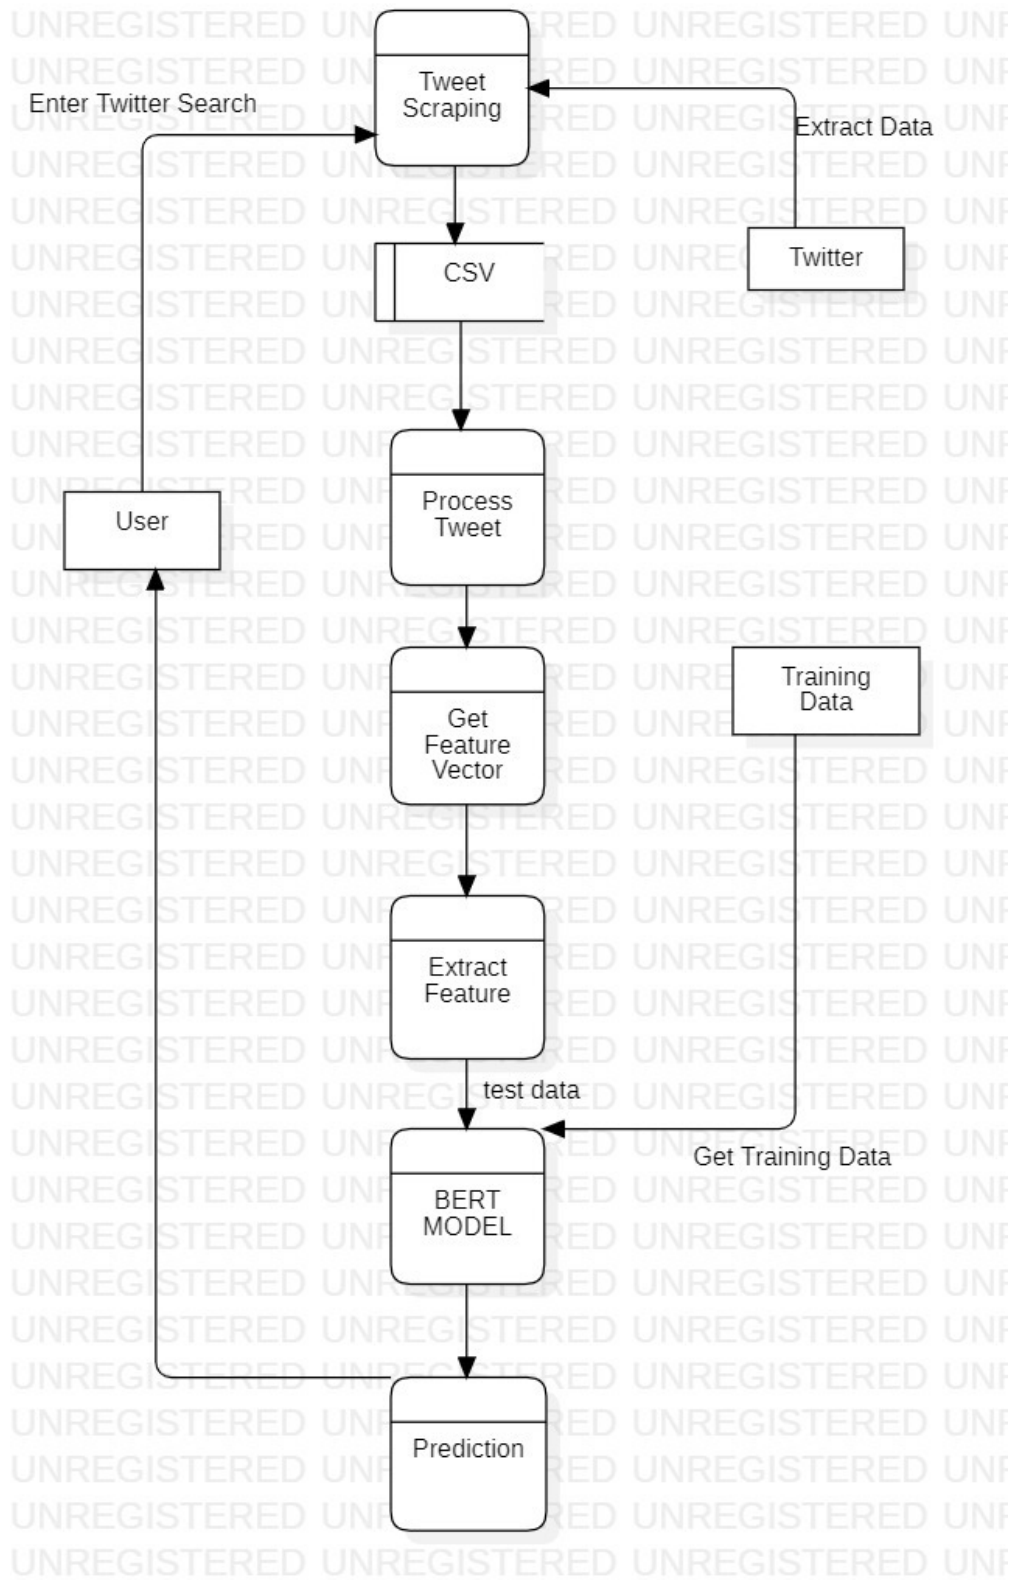 Tweet
Scraping
Enter Twitter Search
Extract Data
Twitter
CSV
Process
Tweet
User
Training
Data
Get
Feature
Vector
Extract
Feature
test data
Get Training Data
BERT
MODEL
Prediction
UNREGISTERED